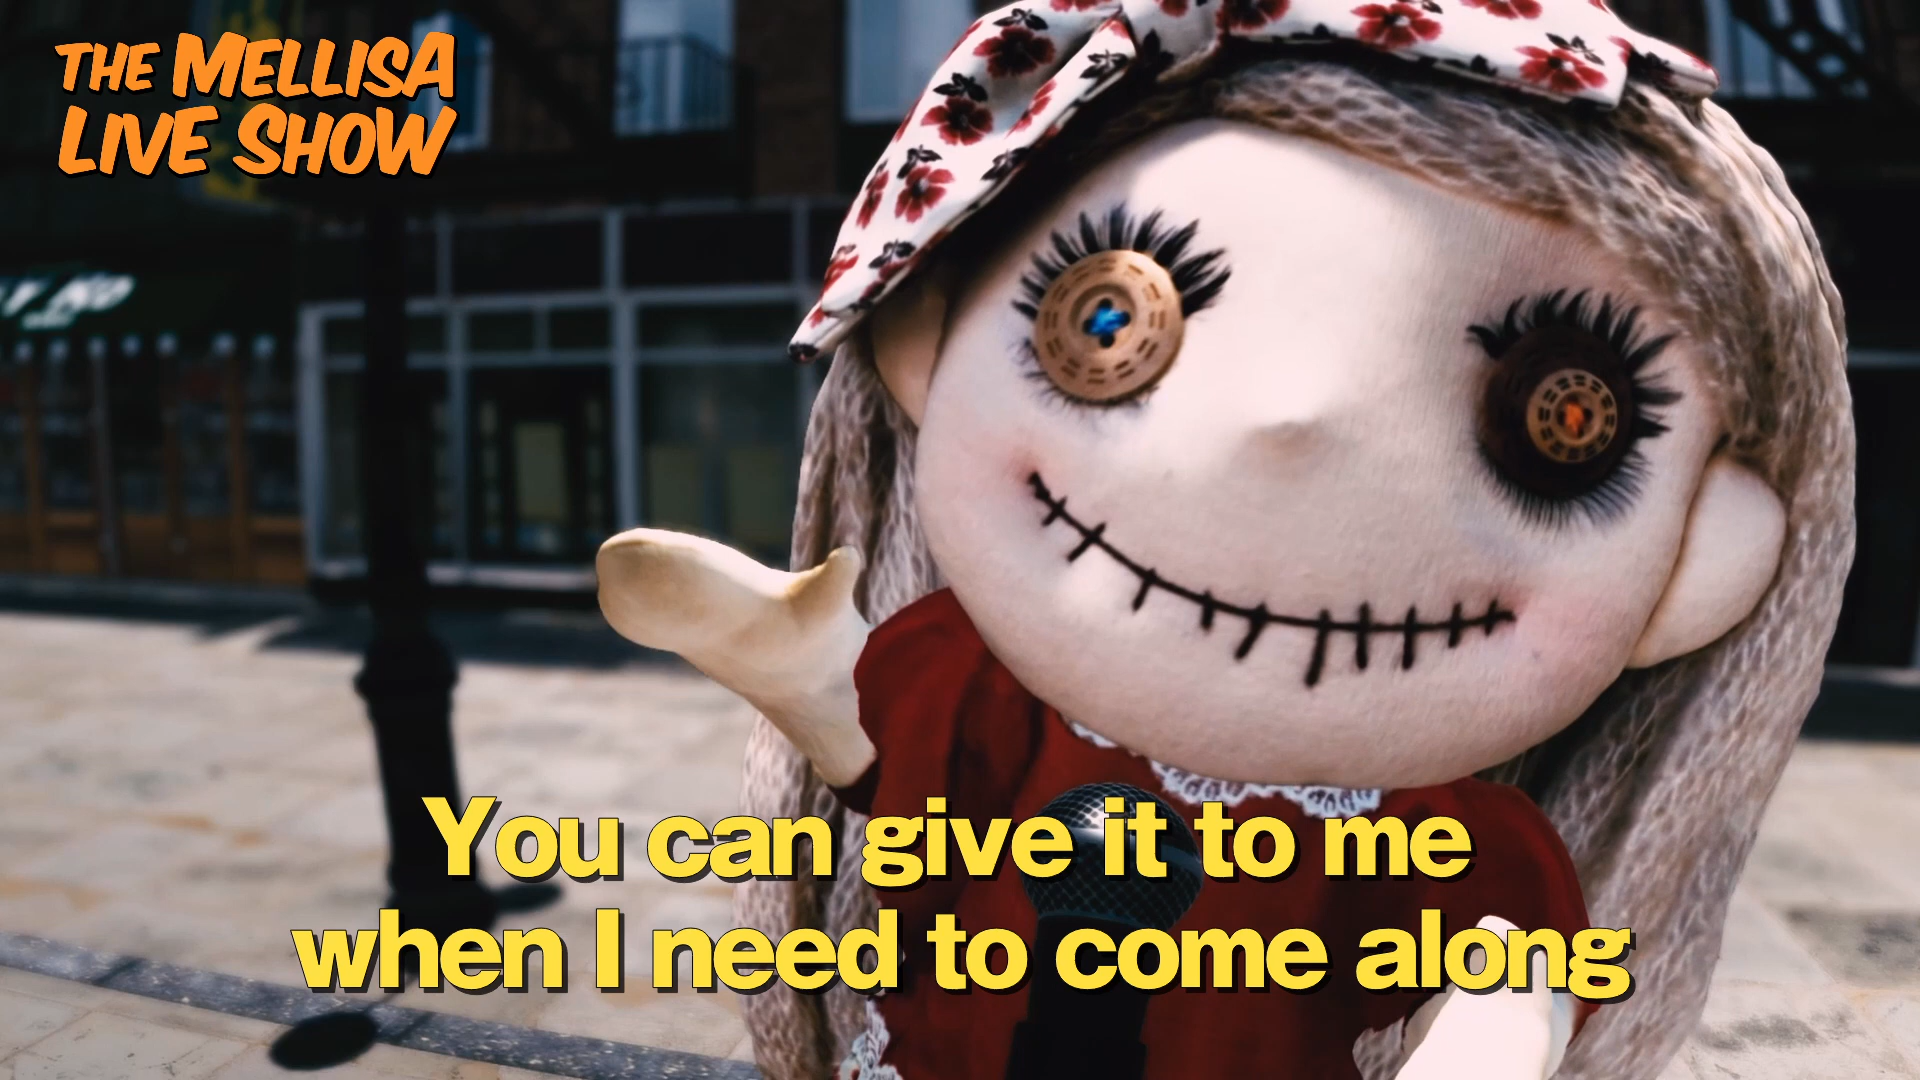 THE MELLISA
LIVE SHOW
You can give it to me
when I need to come along